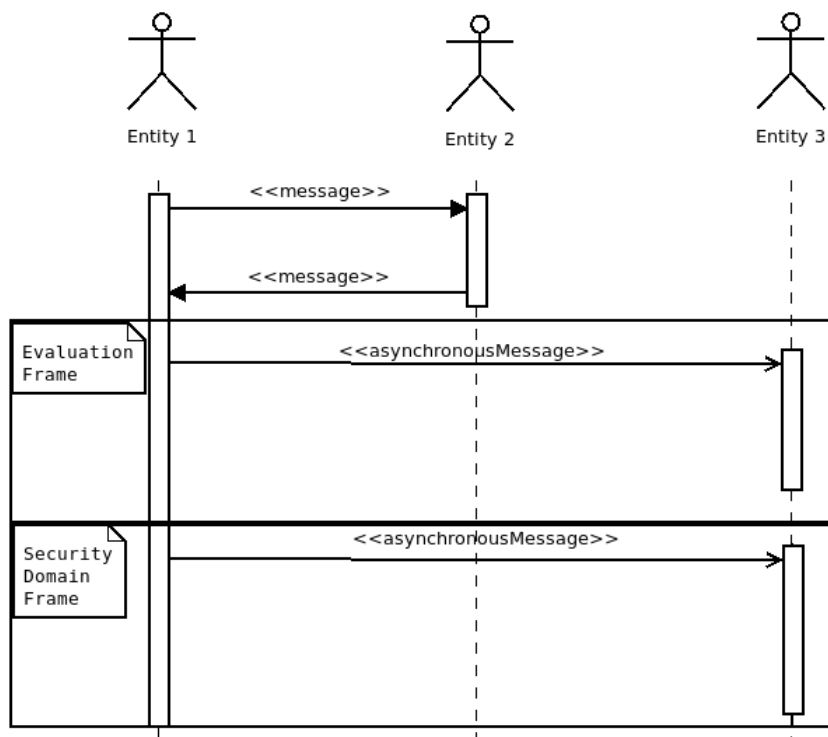 Entity 1
Entity 2
Entity 3
<<message>>
<<message>>
Evaluation
Frame
<<asynchronousMessage>>
Security
Domain
Frame
<<asynchronousMessage>>